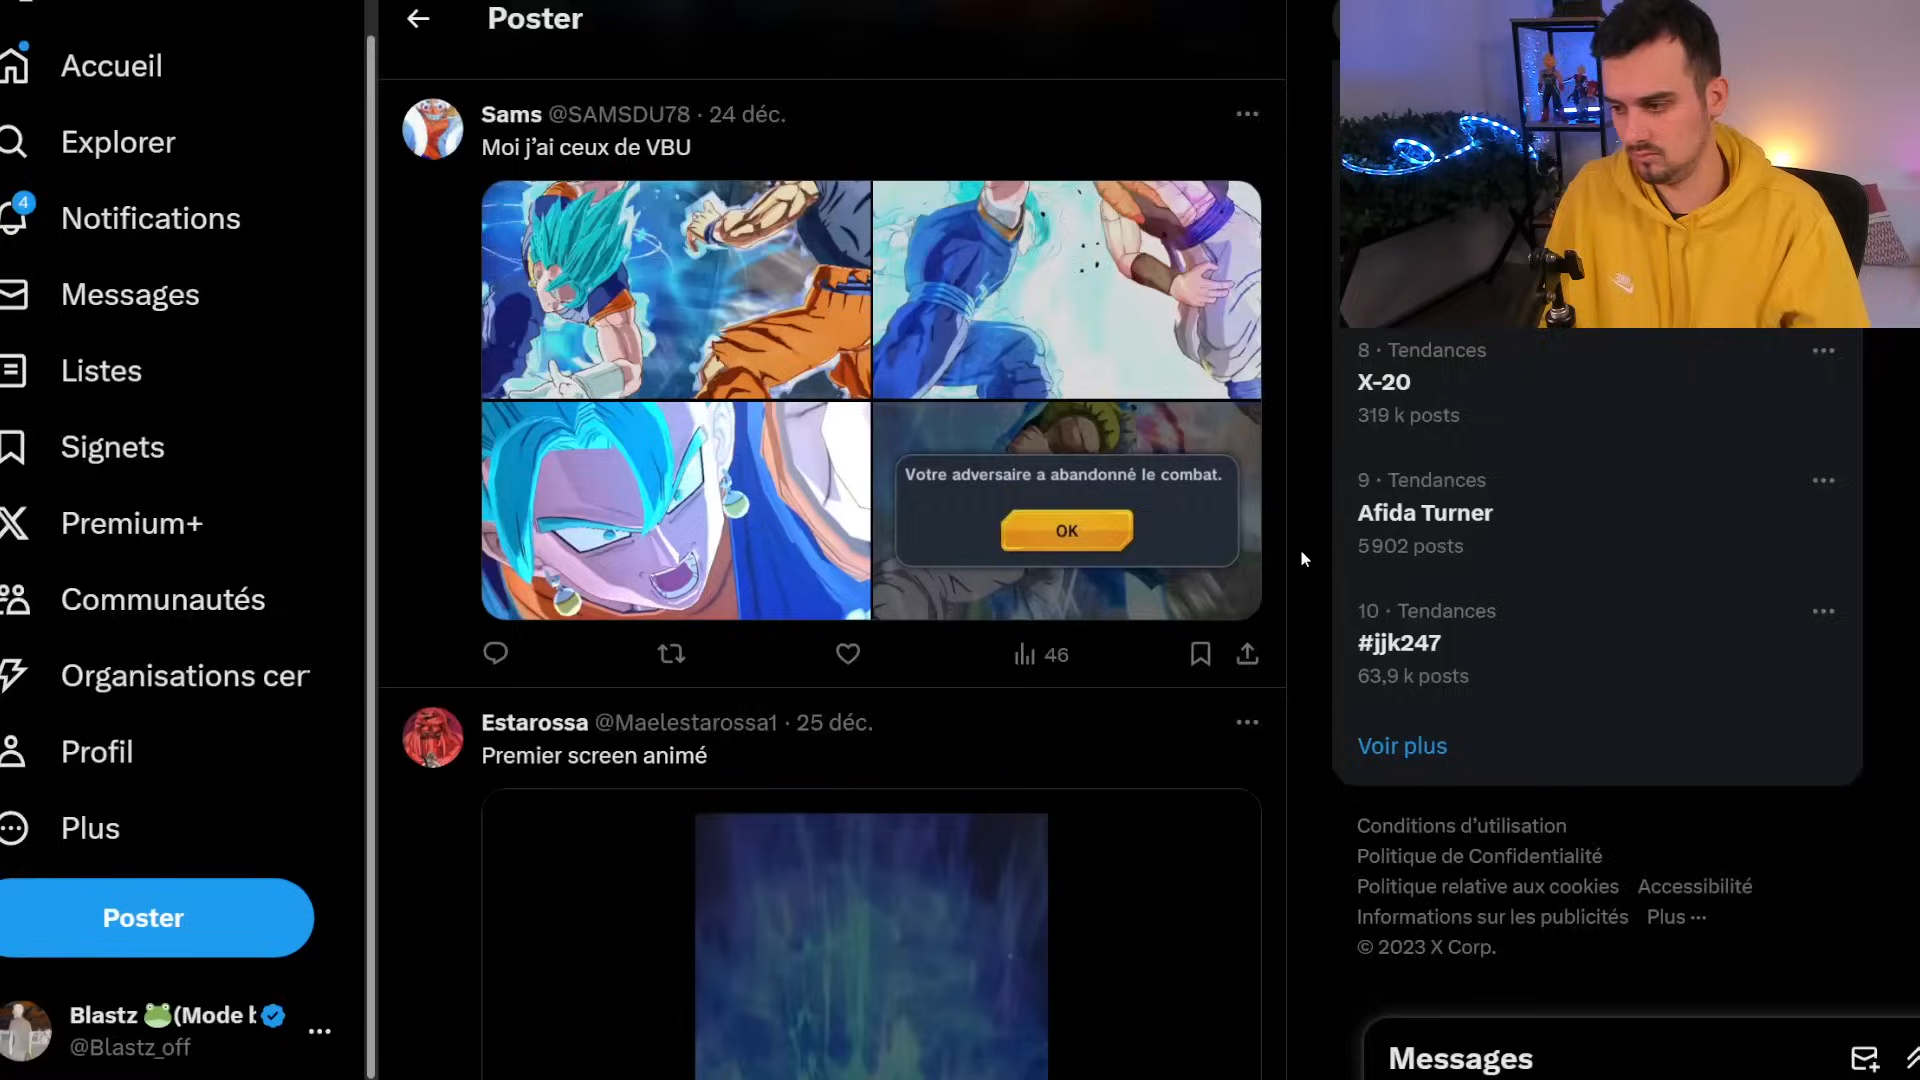 Accueil
Explorer
4
Notifications
Messages
Listes
Signets
Premium+
Communautés
Organisations cer
Profil
Plus
Poster
Blastz 🐸(Mode b
@Blastz_off
Poster
Sams @SAMSDU78 · 24 déc.
Moi j’ai ceux de VBU
Votre adversaire a abandonné le combat.
OK
46
Estarossa @Maelestarossa1 · 25 déc.
Premier screen animé
8 · Tendances
X-20
319 k posts
9 · Tendances
Afida Turner
5 902 posts
10 · Tendances
#jjk247
63,9 k posts
Voir plus
Conditions d’utilisation
Politique de Confidentialité
Politique relative aux cookies Accessibilité
Informations sur les publicités Plus ···
© 2023 X Corp.
Messages